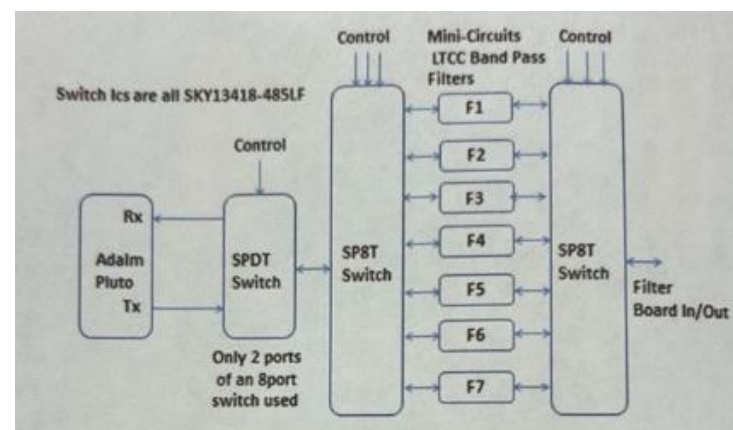 Control
Mini-Circuits
LTCC Band Pass
Filters
Control
Switch Ics are all SKY13418-485LF
Control
F1
F2
F3
F4
F5
F6
F7
Rx
Adalm
Pluto
Tx
SPDT
Switch
SP8T
Switch
SP8T
Switch
Filter
Board In/Out
Only 2 ports
of an 8port
switch used